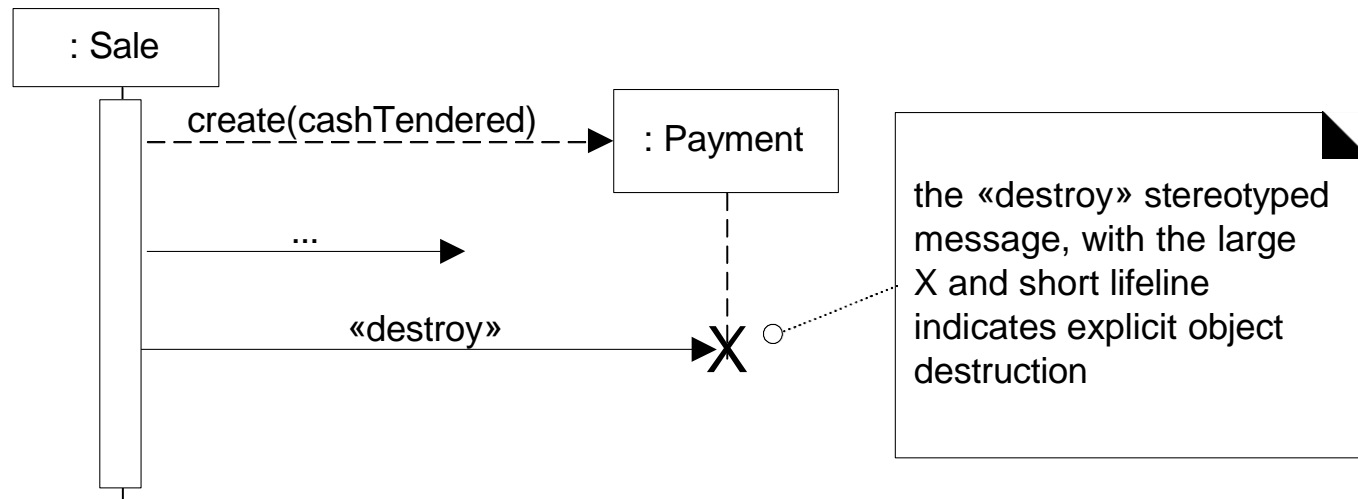 : Sale
create(cashTendered)
: Payment
...
«destroy»
X
the «destroy» stereotyped
message, with the large
X and short lifeline
indicates explicit object
destruction